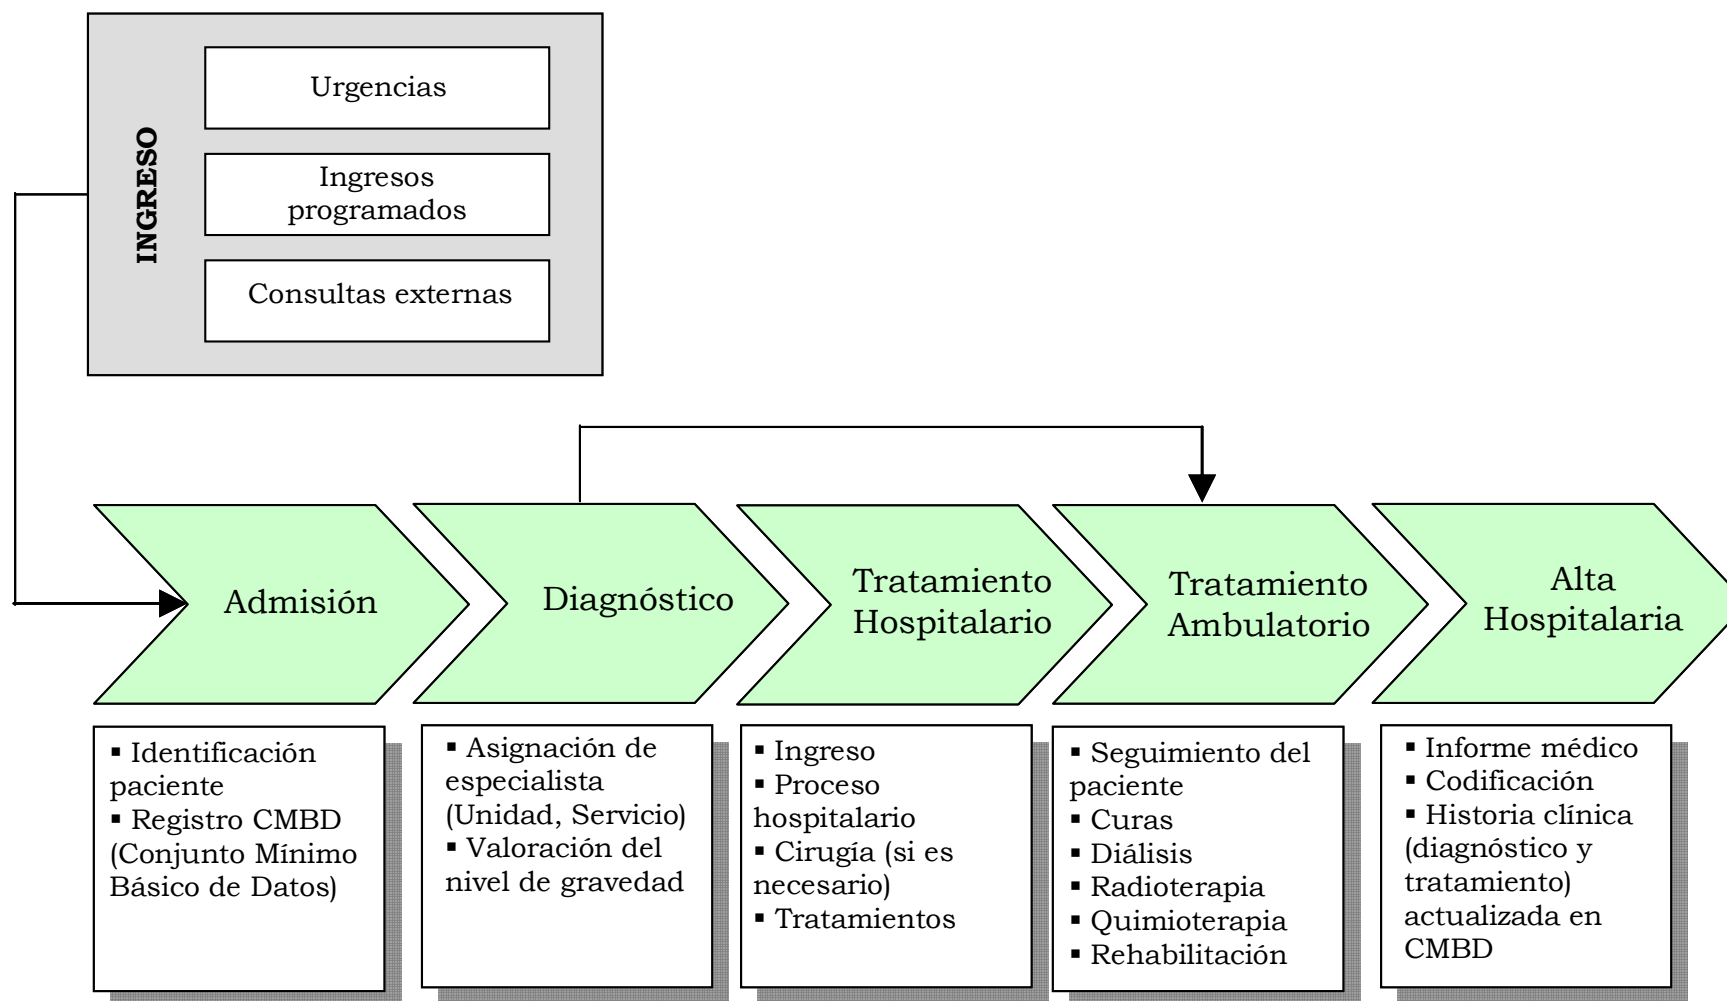 INGRESO
Urgencias
Ingresos
programados
Consultas externas
Admisión
Diagnóstico
Tratamiento
Hospitalario
Tratamiento
Ambulatorio
Alta
Hospitalaria
▪ Identificación
paciente
▪ Registro CMBD
(Conjunto Mínimo
Básico de Datos)
▪ Asignación de
especialista
(Unidad, Servicio)
▪ Valoración del
nivel de gravedad
▪ Ingreso
▪ Proceso
hospitalario
▪ Cirugía (si es
necesario)
▪ Tratamientos
▪ Seguimiento del
paciente
▪ Curas
▪ Diálisis
▪ Radioterapia
▪ Quimioterapia
▪ Rehabilitación
▪ Informe médico
▪ Codificación
▪ Historia clínica
(diagnóstico y
tratamiento)
actualizada en
CMBD